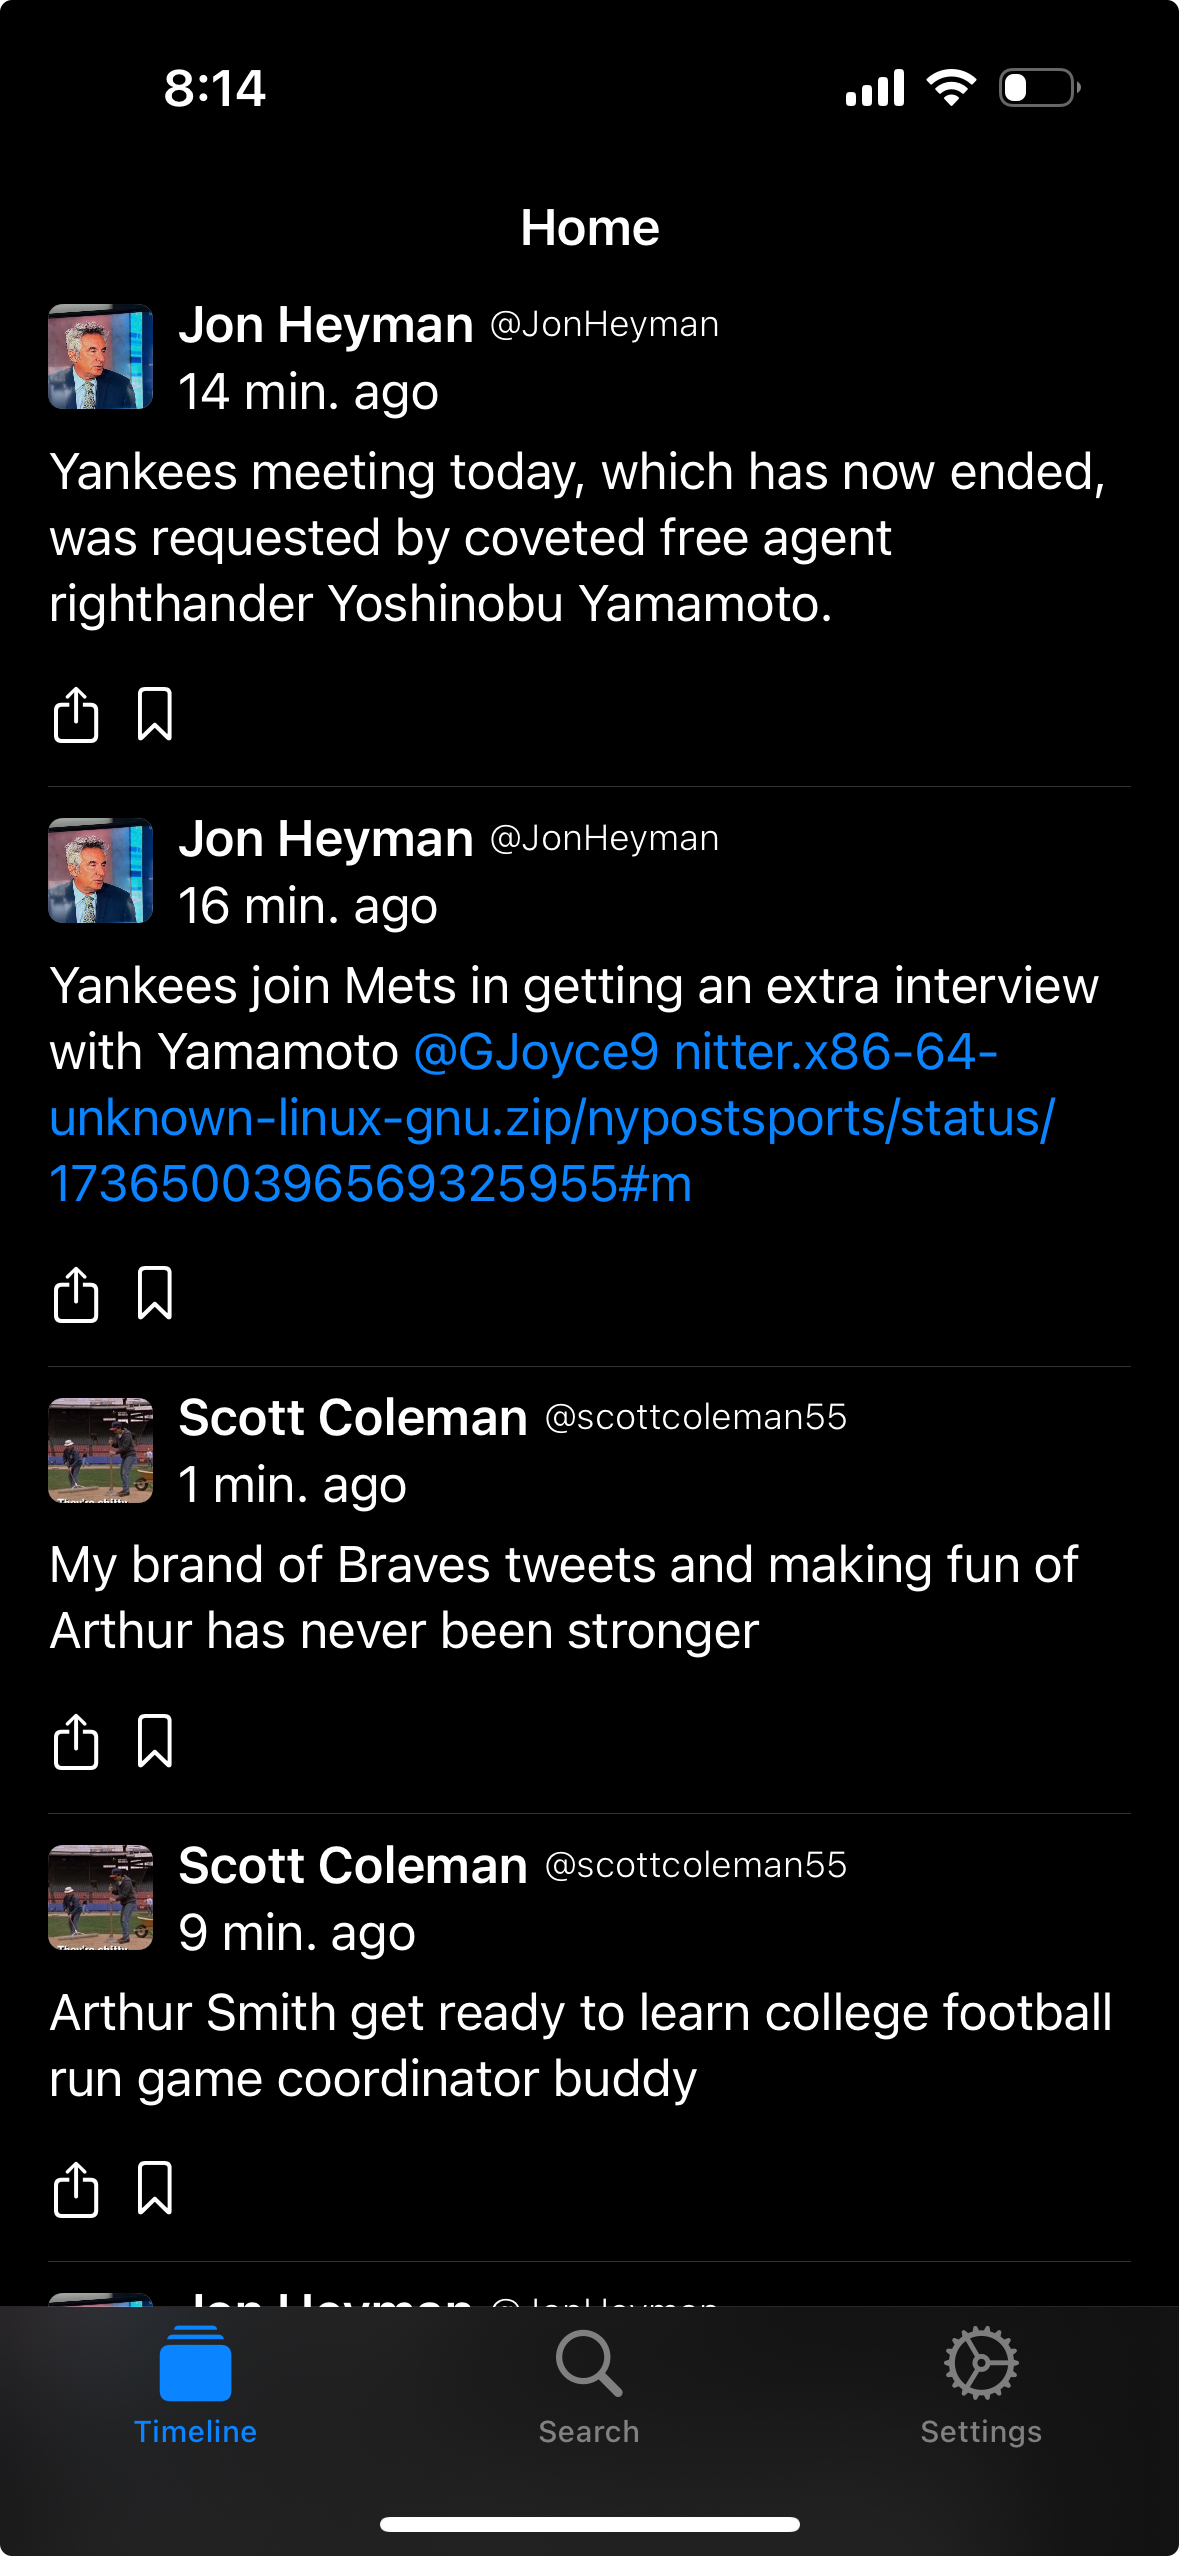 8:14
Home
Jon Heyman @JonHeyman
14 min. ago
Yankees meeting today, which has now ended,
was requested by coveted free agent
righthander Yoshinobu Yamamoto.
Jon Heyman @JonHeyman
16 min. ago
Yankees join Mets in getting an extra interview
with Yamamoto @GJoyce9 nitter.x86-64-
unknown-linux-gnu.zip/nypostsports/status/
1736500396569325955#m
Scott Coleman @scottcoleman55
1 min. ago
My brand of Braves tweets and making fun of
Arthur has never been stronger
Scott Coleman @scottcoleman55
9 min. ago
Arthur Smith get ready to learn college football
run game coordinator buddy
Jon Heyman @JonHeyman
Timeline
Search
Settings